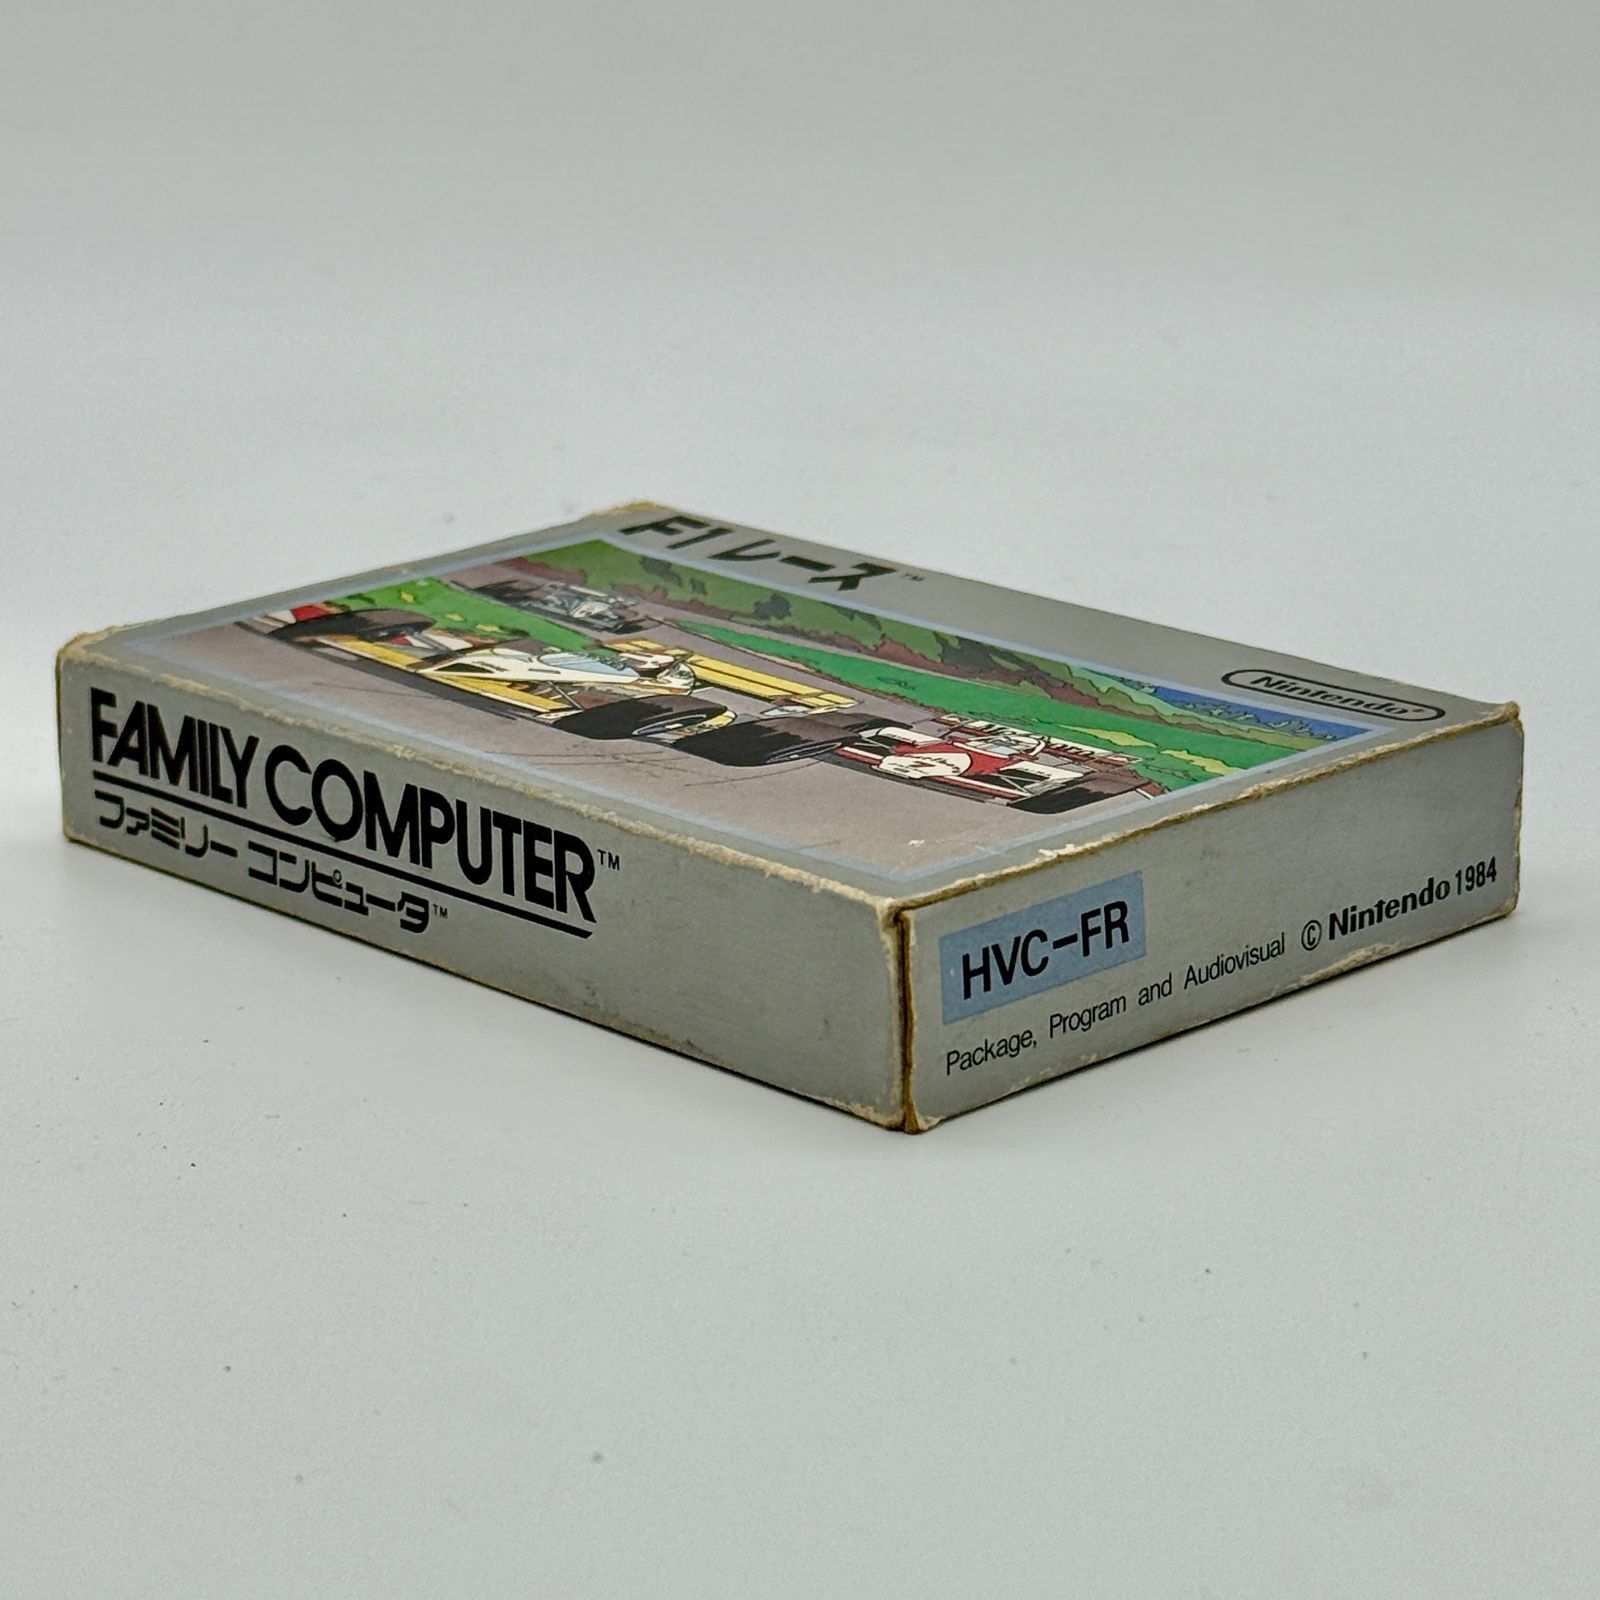 F1レース™
Nintendo®
FAMILY COMPUTER™
ファミリー コンピュータ™
HVC-FR
Package, Program and Audiovisual © Nintendo 1984